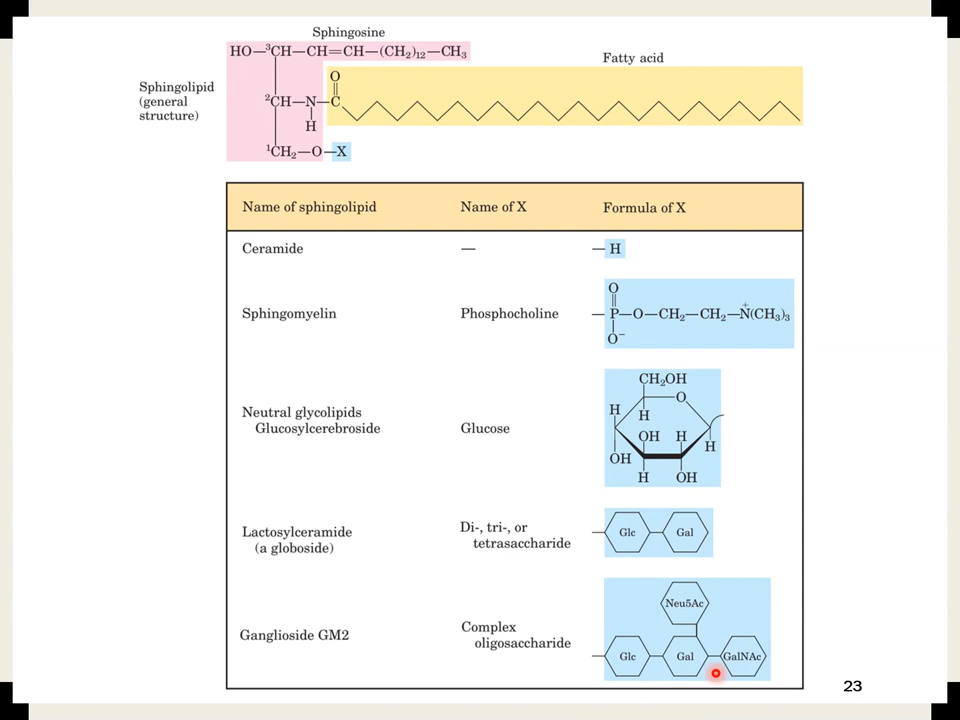 Sphingosine
HO—³CH—CH=CH—(CH₂)₁₂—CH₃
Fatty acid
O
Sphingolipid
(general
structure)
²CH—N—C
H
¹CH₂—O—X
Name of sphingolipid Name of X Formula of X
Ceramide — —H
O
Sphingomyelin Phosphocholine —P—O—CH₂—CH₂—N⁺(CH₃)₃
O⁻
CH₂OH
O
H
H
Neutral glycolipids
Glucosylcerebroside Glucose
OH H
H
OH
H OH
Lactosylceramide
(a globoside)
Di-, tri-, or
tetrasaccharide
Glc Gal
Neu5Ac
Ganglioside GM2
Complex
oligosaccharide
Glc Gal GalNAc
23